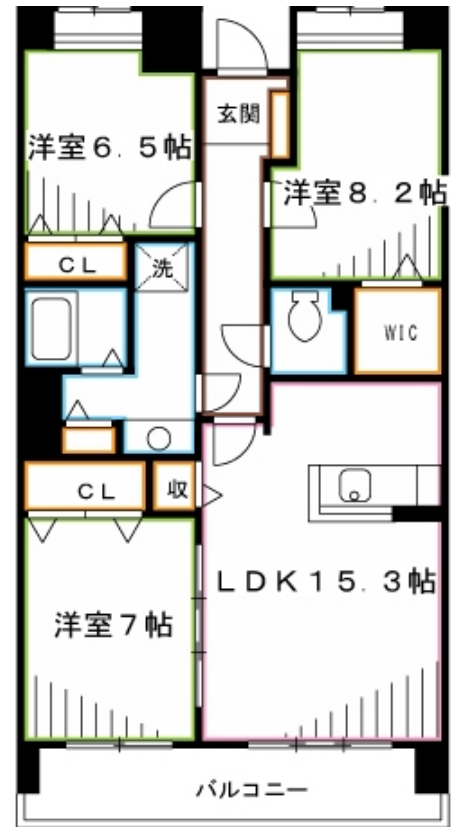 玄関
洋室6.5帖
洋室8.2帖
CL
洗
WIC
CL
収
LDK15.3帖
洋室7帖
バルコニー